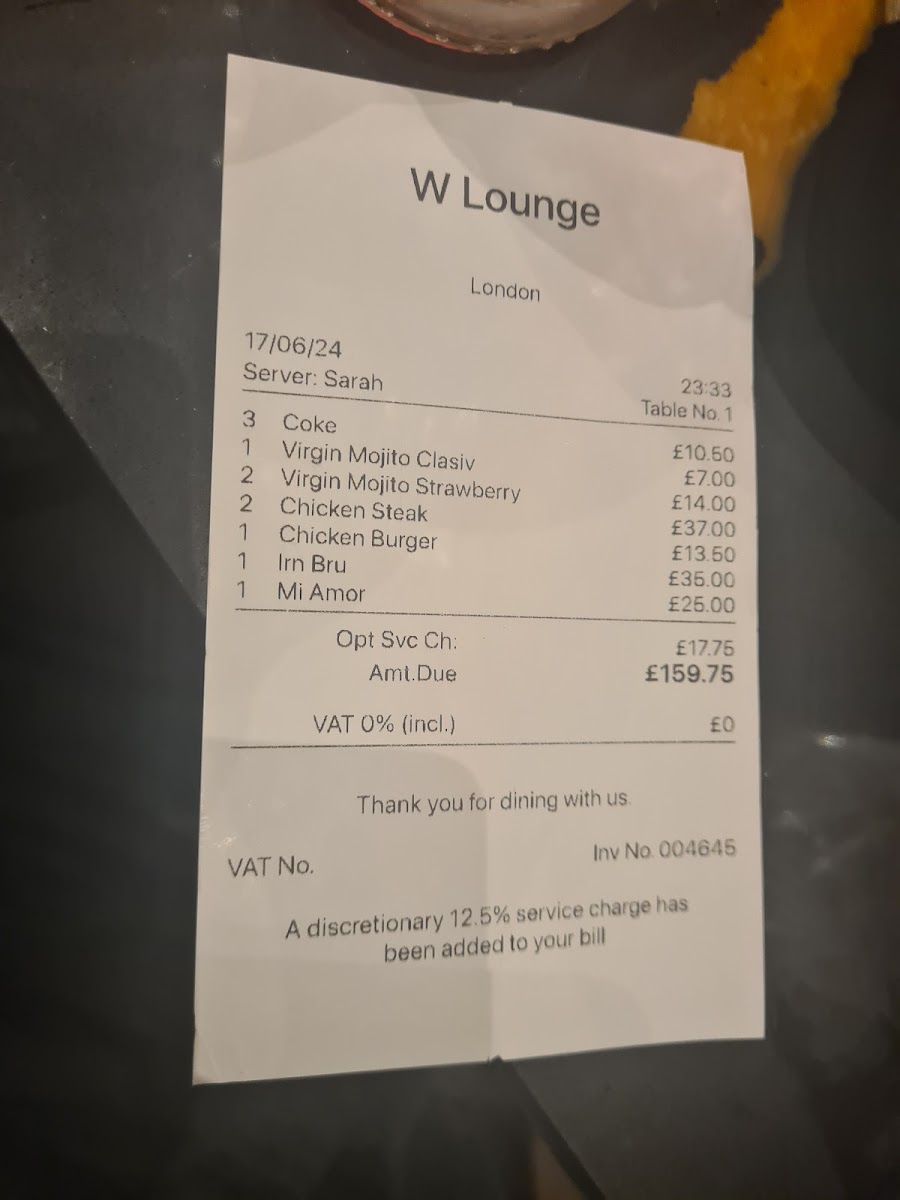 W Lounge
London
17/06/24
23:33
Server: Sarah
Table No. 1
3 Coke £10.50
1 Virgin Mojito Clasiv £7.00
2 Virgin Mojito Strawberry £14.00
2 Chicken Steak £37.00
1 Chicken Burger £13.50
1 Irn Bru £35.00
1 Mi Amor £25.00
Opt Svc Ch: £17.75
Amt.Due £159.75
VAT 0% (incl.) £0
Thank you for dining with us.
VAT No. Inv No. 004645
A discretionary 12.5% service charge has
been added to your bill